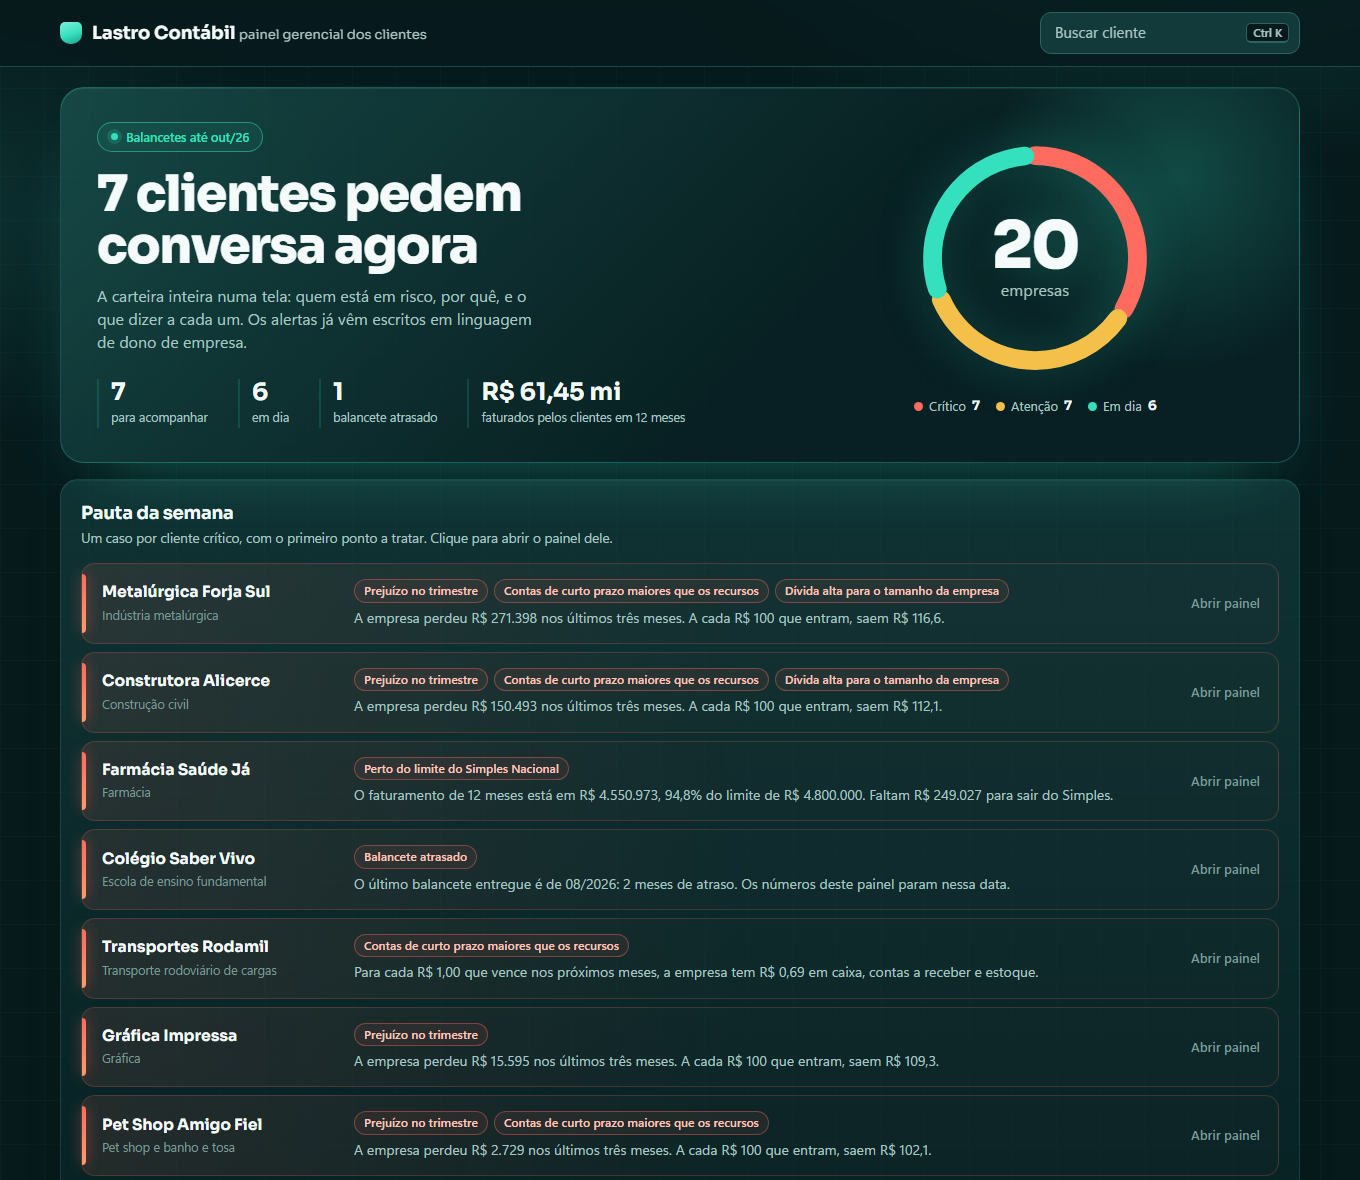 Lastro Contábil painel gerencial dos clientes
Buscar cliente
Ctrl K
Balancetes até out/26
7 clientes pedem
conversa agora
A carteira inteira numa tela: quem está em risco, por quê, e o
que dizer a cada um. Os alertas já vêm escritos em linguagem
de dono de empresa.
7
para acompanhar
6
em dia
1
balancete atrasado
R$ 61,45 mi
faturados pelos clientes em 12 meses
20
empresas
Crítico 7
Atenção 7
Em dia 6
Pauta da semana
Um caso por cliente crítico, com o primeiro ponto a tratar. Clique para abrir o painel dele.
Metalúrgica Forja Sul
Indústria metalúrgica
Prejuízo no trimestre
Contas de curto prazo maiores que os recursos
Dívida alta para o tamanho da empresa
A empresa perdeu R$ 271.398 nos últimos três meses. A cada R$ 100 que entram, saem R$ 116,6.
Abrir painel
Construtora Alicerce
Construção civil
Prejuízo no trimestre
Contas de curto prazo maiores que os recursos
Dívida alta para o tamanho da empresa
A empresa perdeu R$ 150.493 nos últimos três meses. A cada R$ 100 que entram, saem R$ 112,1.
Abrir painel
Farmácia Saúde Já
Farmácia
Perto do limite do Simples Nacional
O faturamento de 12 meses está em R$ 4.550.973, 94,8% do limite de R$ 4.800.000. Faltam R$ 249.027 para sair do Simples.
Abrir painel
Colégio Saber Vivo
Escola de ensino fundamental
Balancete atrasado
O último balancete entregue é de 08/2026: 2 meses de atraso. Os números deste painel param nessa data.
Abrir painel
Transportes Rodamil
Transporte rodoviário de cargas
Contas de curto prazo maiores que os recursos
Para cada R$ 1,00 que vence nos próximos meses, a empresa tem R$ 0,69 em caixa, contas a receber e estoque.
Abrir painel
Gráfica Impressa
Gráfica
Prejuízo no trimestre
A empresa perdeu R$ 15.595 nos últimos três meses. A cada R$ 100 que entram, saem R$ 109,3.
Abrir painel
Pet Shop Amigo Fiel
Pet shop e banho e tosa
Prejuízo no trimestre
Contas de curto prazo maiores que os recursos
A empresa perdeu R$ 2.729 nos últimos três meses. A cada R$ 100 que entram, saem R$ 102,1.
Abrir painel